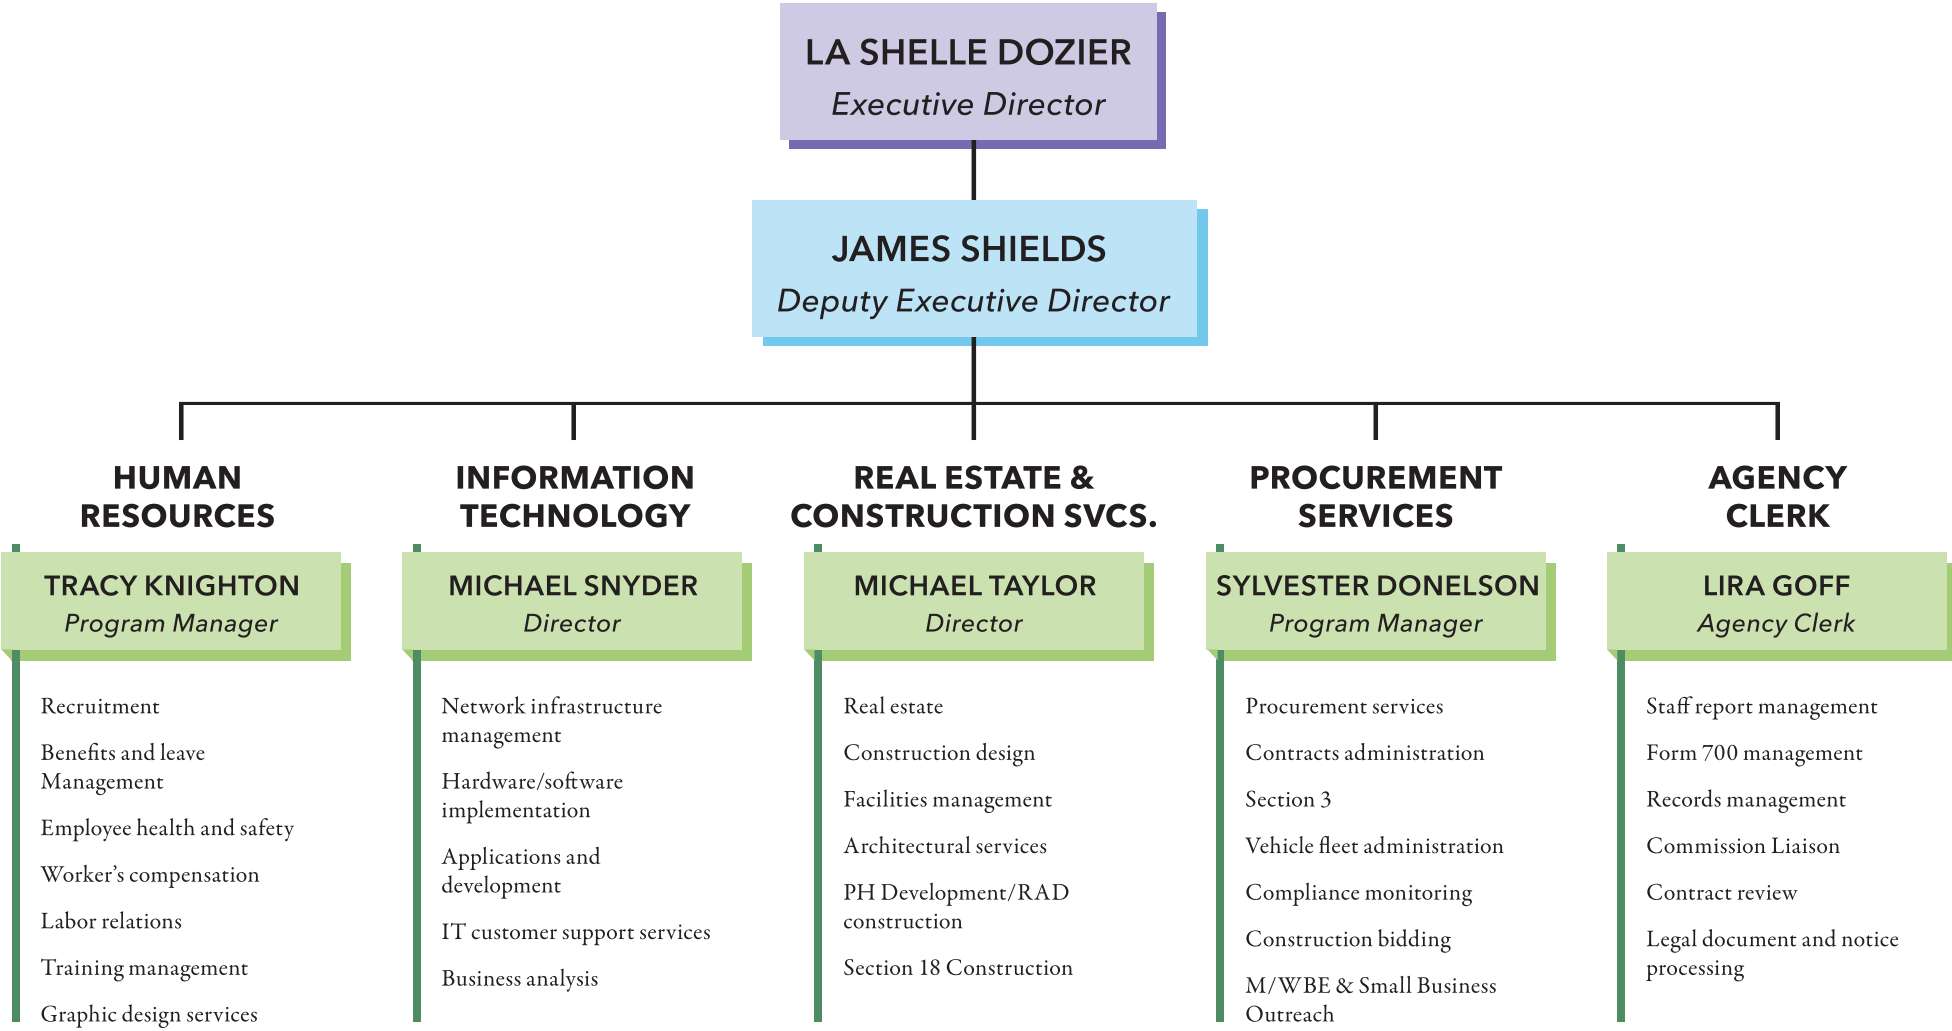 LA SHELLE DOZIER
Executive Director
JAMES SHIELDS
Deputy Executive Director
HUMAN
RESOURCES
TRACY KNIGHTON
Program Manager
Recruitment
Benefits and leave
Management
Employee health and safety
Worker’s compensation
Labor relations
Training management
Graphic design services
INFORMATION
TECHNOLOGY
MICHAEL SNYDER
Director
Network infrastructure
management
Hardware/software
implementation
Applications and
development
IT customer support services
Business analysis
REAL ESTATE &
CONSTRUCTION SVCS.
MICHAEL TAYLOR
Director
Real estate
Construction design
Facilities management
Architectural services
PH Development/RAD
construction
Section 18 Construction
PROCUREMENT
SERVICES
SYLVESTER DONELSON
Program Manager
Procurement services
Contracts administration
Section 3
Vehicle fleet administration
Compliance monitoring
Construction bidding
M/WBE & Small Business
Outreach
AGENCY
CLERK
LIRA GOFF
Agency Clerk
Staff report management
Form 700 management
Records management
Commission Liaison
Contract review
Legal document and notice
processing